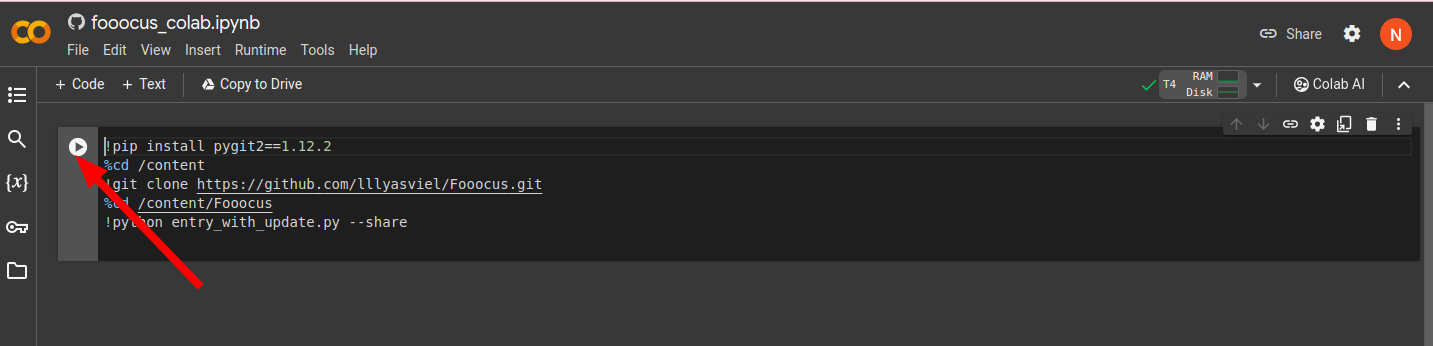 fooocus_colab.ipynb
File Edit View Insert Runtime Tools Help
Share
N
+ Code + Text Copy to Drive
T4 RAM
Disk
Colab AI
{x}
!pip install pygit2==1.12.2
%cd /content
!git clone https://github.com/lllyasviel/Fooocus.git
%cd /content/Fooocus
!python entry_with_update.py --share